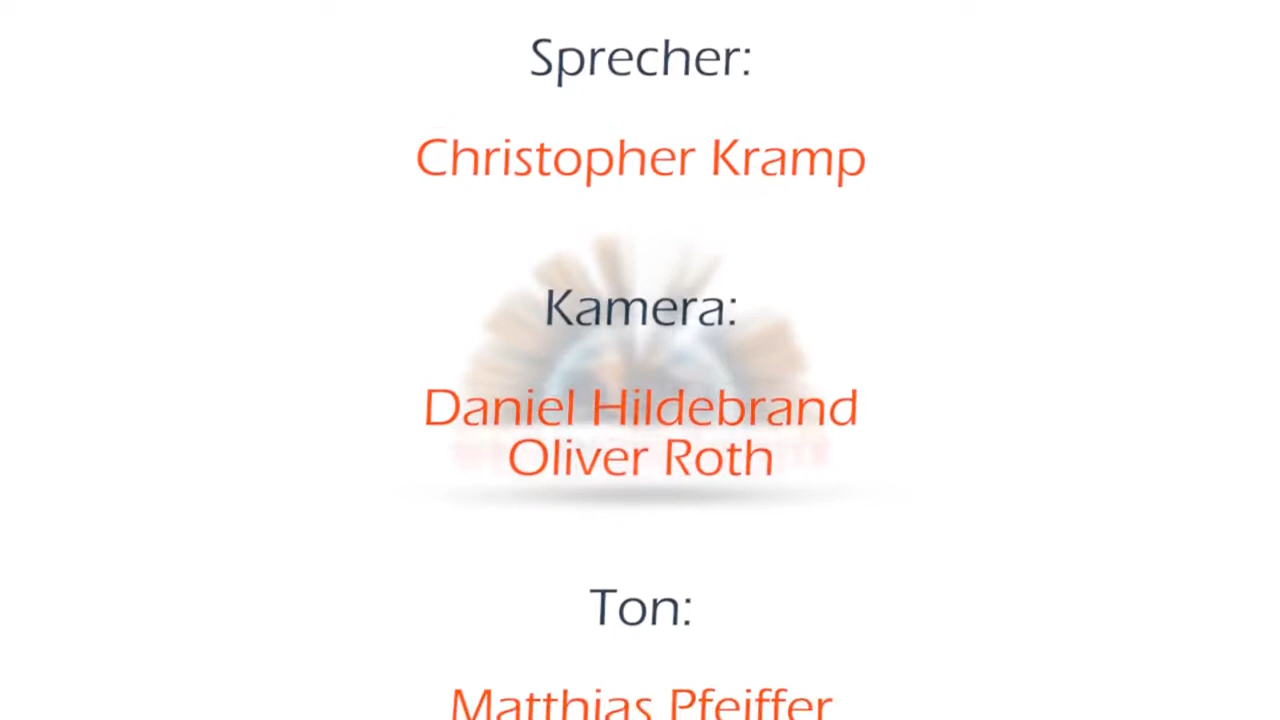 Sprecher:
Christopher Kramp
Kamera:
Daniel Hildebrand
Oliver Roth
Ton:
Matthias Pfeiffer